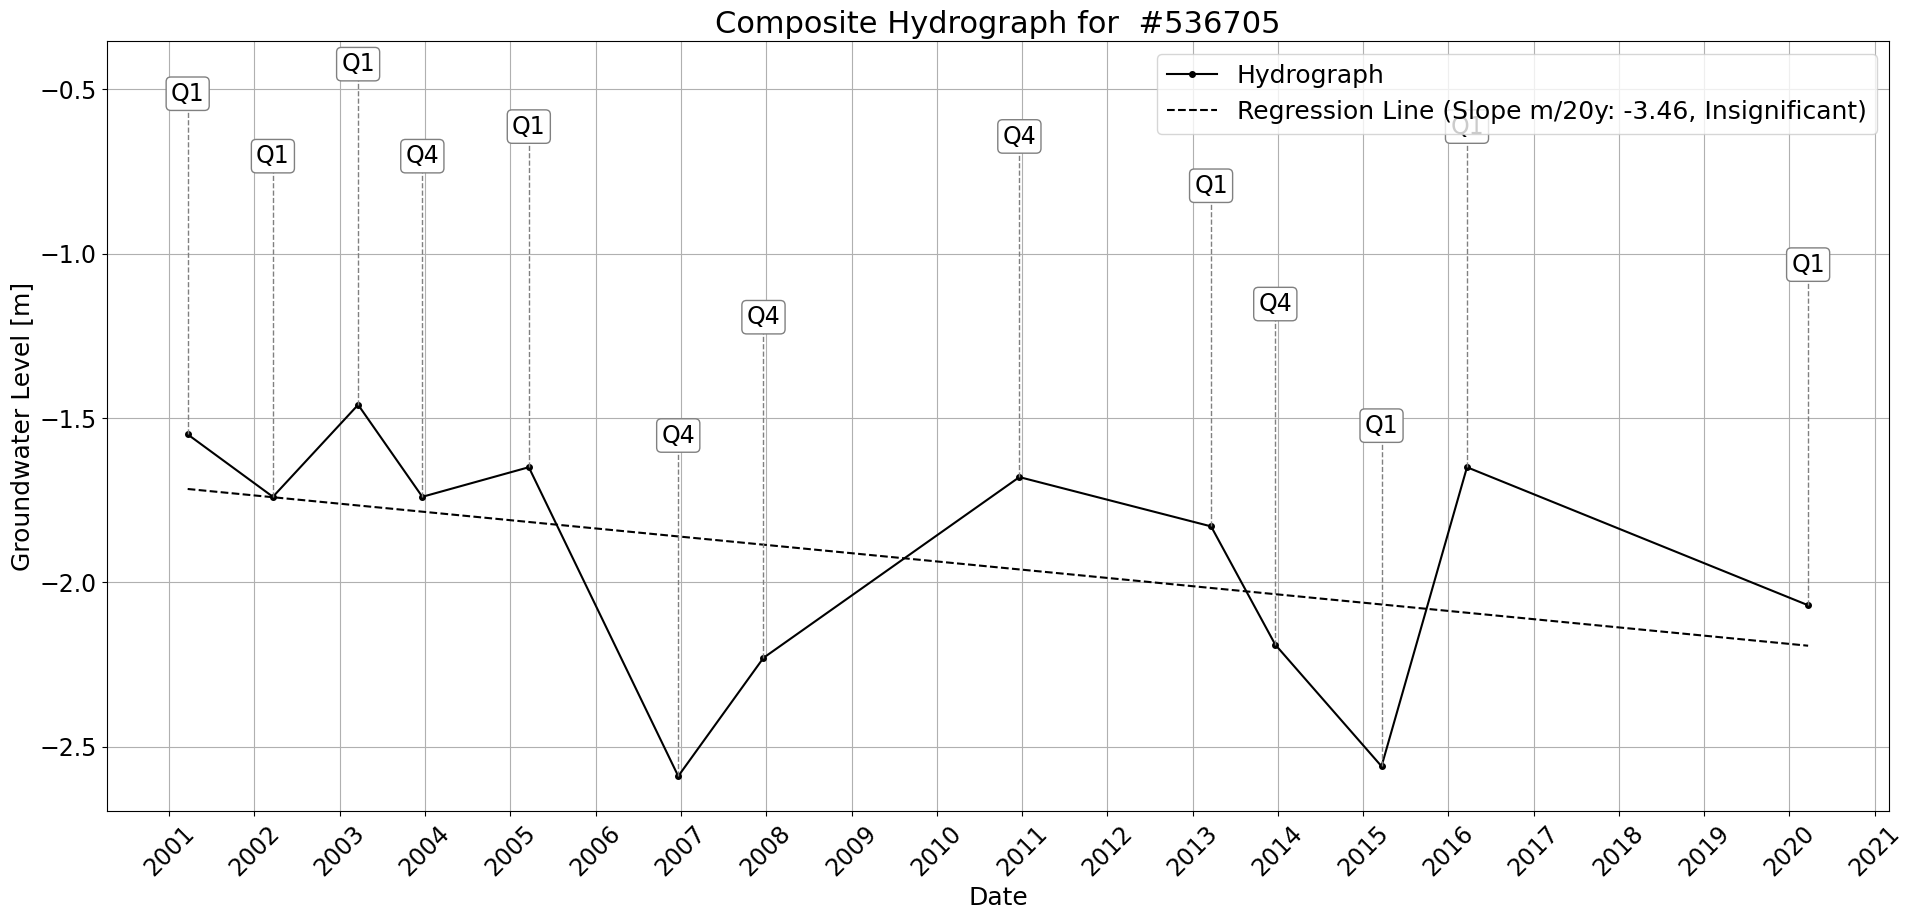 Composite Hydrograph for  #536705
Hydrograph
Regression Line (Slope m/20y: -3.46, Insignificant)
Q1
Q1
Q1
Q4
Q1
Q4
Q4
Q4
Q1
Q4
Q1
Q1
Q1
Groundwater Level [m]
−0.5
−1.0
−1.5
−2.0
−2.5
2001
2002
2003
2004
2005
2006
2007
2008
2009
2010
2011
2012
2013
2014
2015
2016
2017
2018
2019
2020
2021
Date